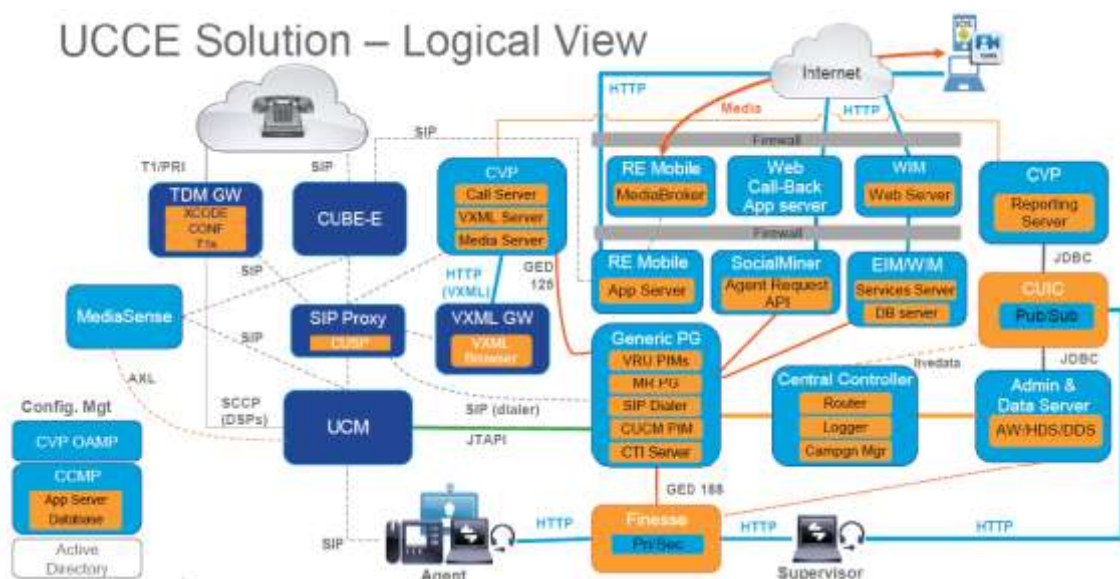 UCCE Solution – Logical View
Internet
HTTP
HTTP
Media
SIP
Firewall
T1/PRI
SIP
TDM GW
XCODE
CONF
CUBE-E
CVP
Call Server
VXML Server
Media Server
RE Mobile
MediaBroker
Web
Call-Back
App server
WIM
Web Server
CVP
Reporting
Server
Firewall
SIP
HTTP
(VXML)
GED
125
RE Mobile
App Server
SocialMiner
Agent Request
API
EIM/WIM
Services Server
DB server
JDBC
CUIC
Pub/Sub
MediaSense
SIP Proxy
CUSP
VXML GW
VXML
Browser
SIP
Generic PG
VRU PIMs
MR PG
SIP Dialer
CUCM PIM
CTI Server
livedata
JDBC
Central Controller
Router
Logger
Campgn Mgr
Admin &
Data Server
AW/HDS/DDS
AXL
SCCP
(DSPs)
UCM
SIP (dialer)
JTAPI
Config. Mgt
CVP OAMP
CCMP
App Server
Database
Active
Directory
GED 188
SIP
Agent
HTTP
Finesse
Pri/Sec
HTTP
Supervisor
HTTP